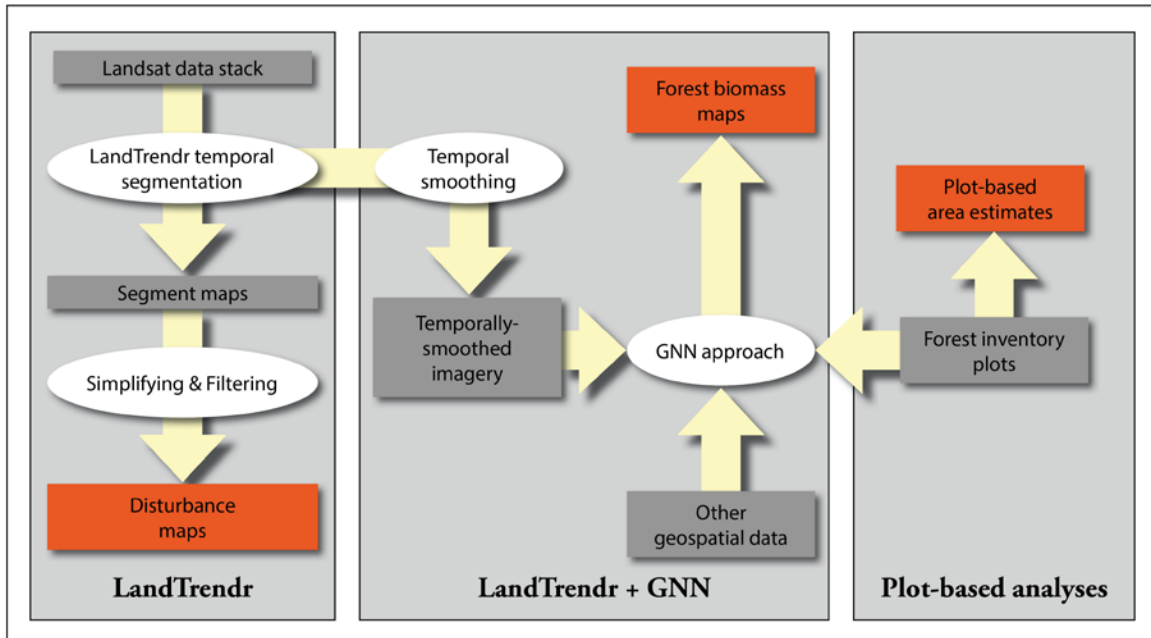 Landsat data stack
LandTrendr temporal
segmentation
Segment maps
Simplifying & Filtering
Disturbance
maps
LandTrendr
Temporal
smoothing
Temporally-
smoothed
imagery
Forest biomass
maps
GNN approach
Other
geospatial data
LandTrendr + GNN
Plot-based
area estimates
Forest inventory
plots
Plot-based analyses